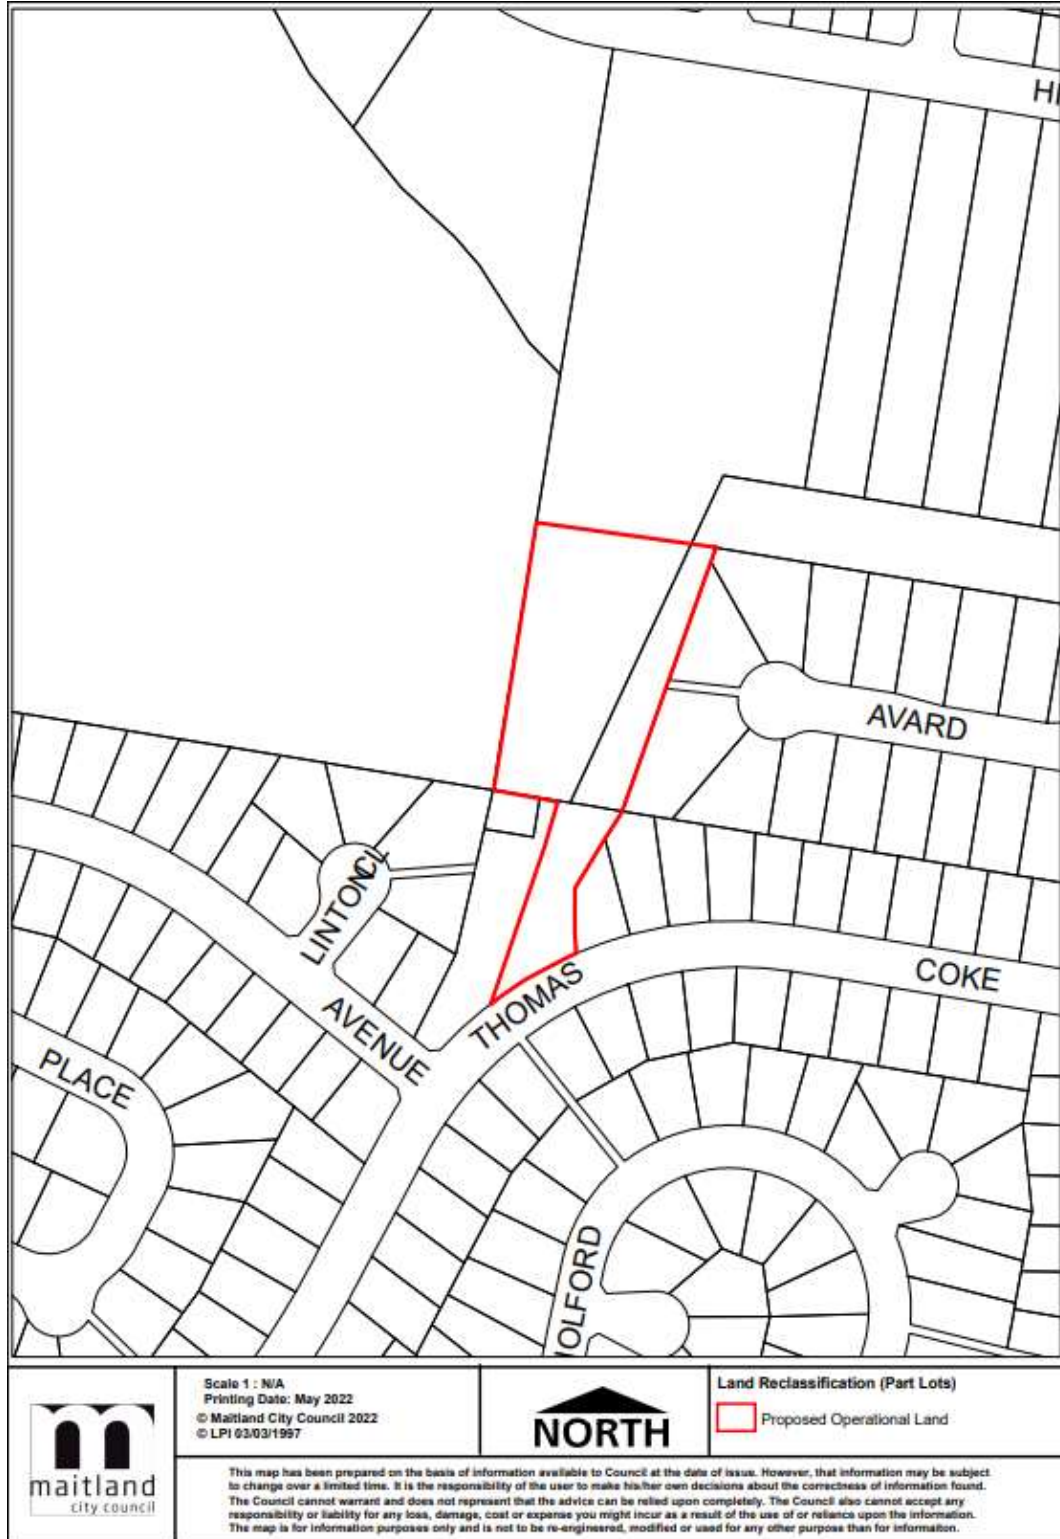 HI
AVARD
LINTON CL
THOMAS
COKE
AVENUE
PLACE
OLFORD
maitland
city council
Scale 1 : N/A
Printing Date: May 2022
© Maitland City Council 2022
© LPI 03/03/1997
NORTH
Land Reclassification (Part Lots)
Proposed Operational Land
This map has been prepared on the basis of information available to Council at the date of issue. However, that information may be subject
to change over a limited time. It is the responsibility of the user to make his/her own decisions about the correctness of information found.
The Council cannot warrant and does not represent that the advice can be relied upon completely. The Council also cannot accept any
responsibility or liability for any loss, damage, cost or expense you might incur as a result of the use of or reliance upon the information.
The map is for information purposes only and is not to be re-engineered, modified or used for any other purpose than for information.